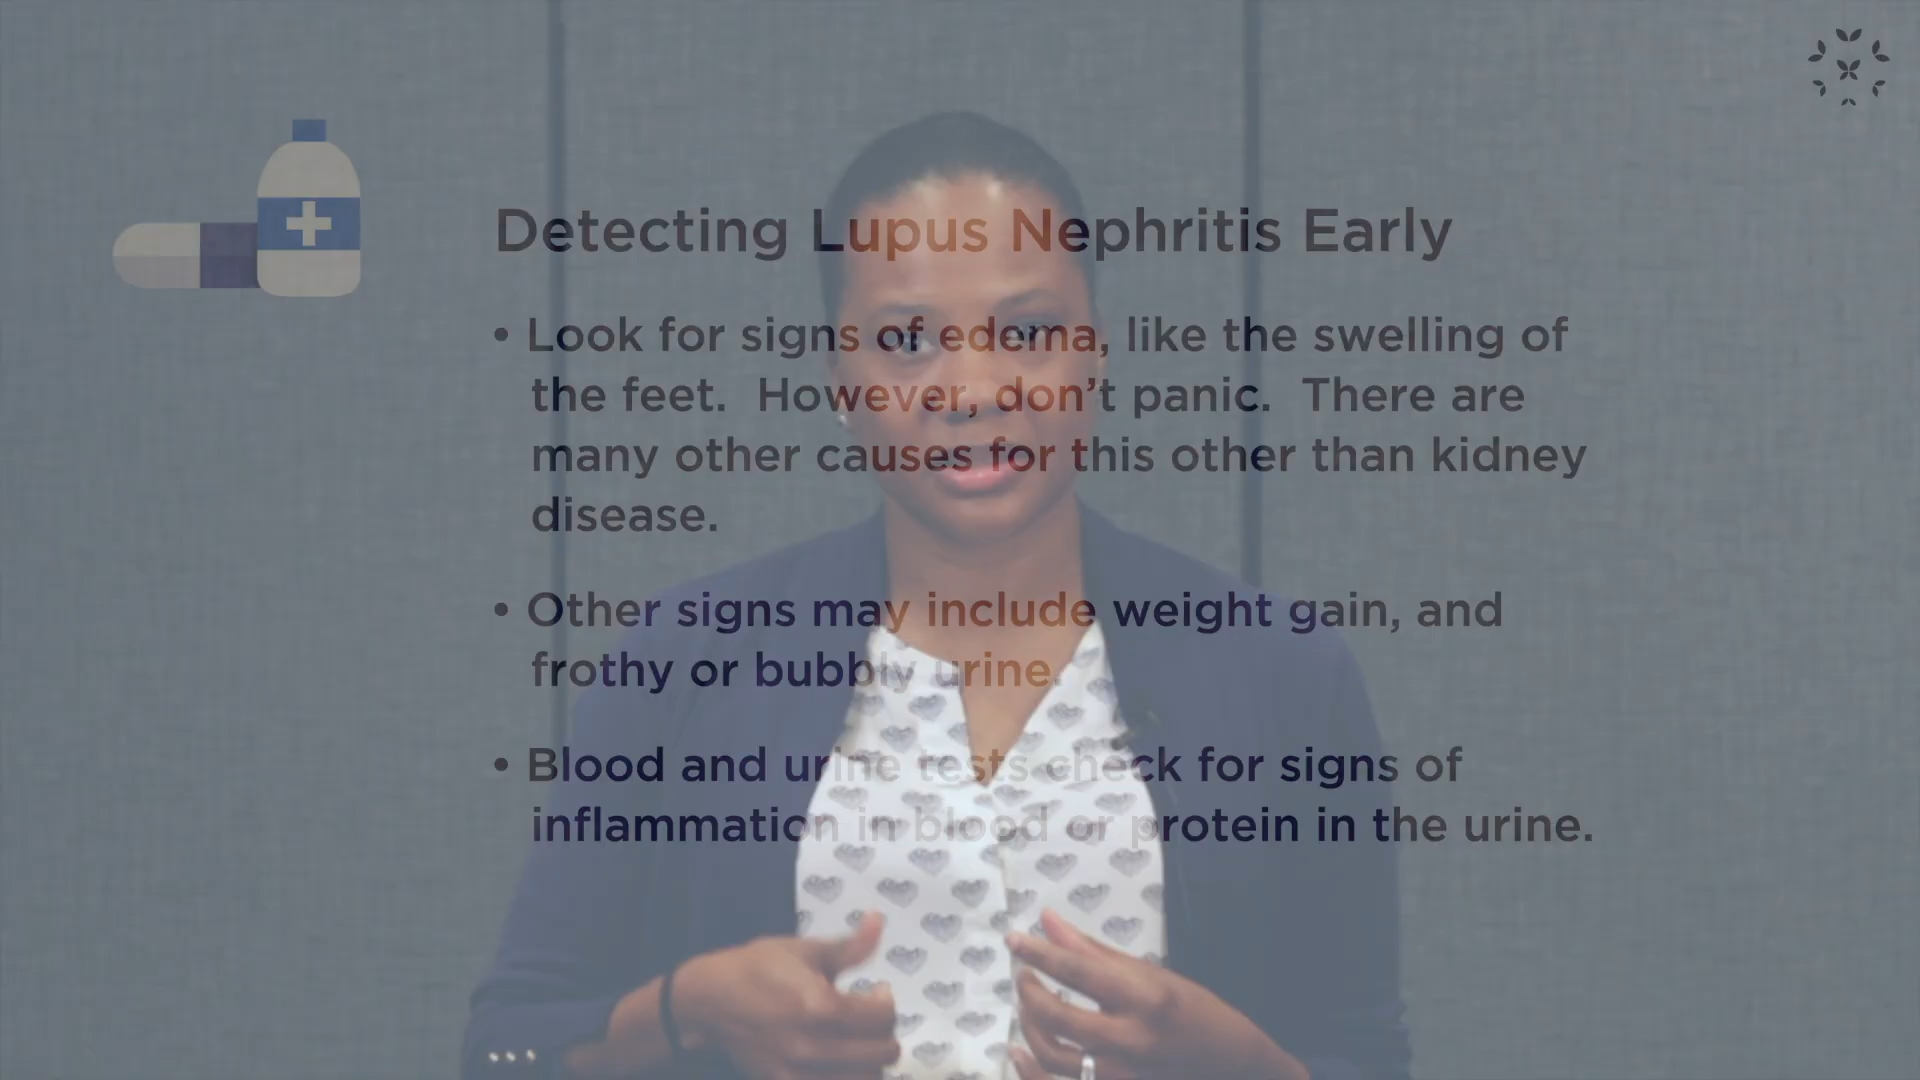 Detecting Lupus Nephritis Early
• Look for signs of edema, like the swelling of
the feet. However, don't panic. There are
many other causes for this other than kidney
disease.
• Other signs may include weight gain, and
frothy or bubbly urine.
• Blood and urine tests check for signs of
inflammation in blood or protein in the urine.